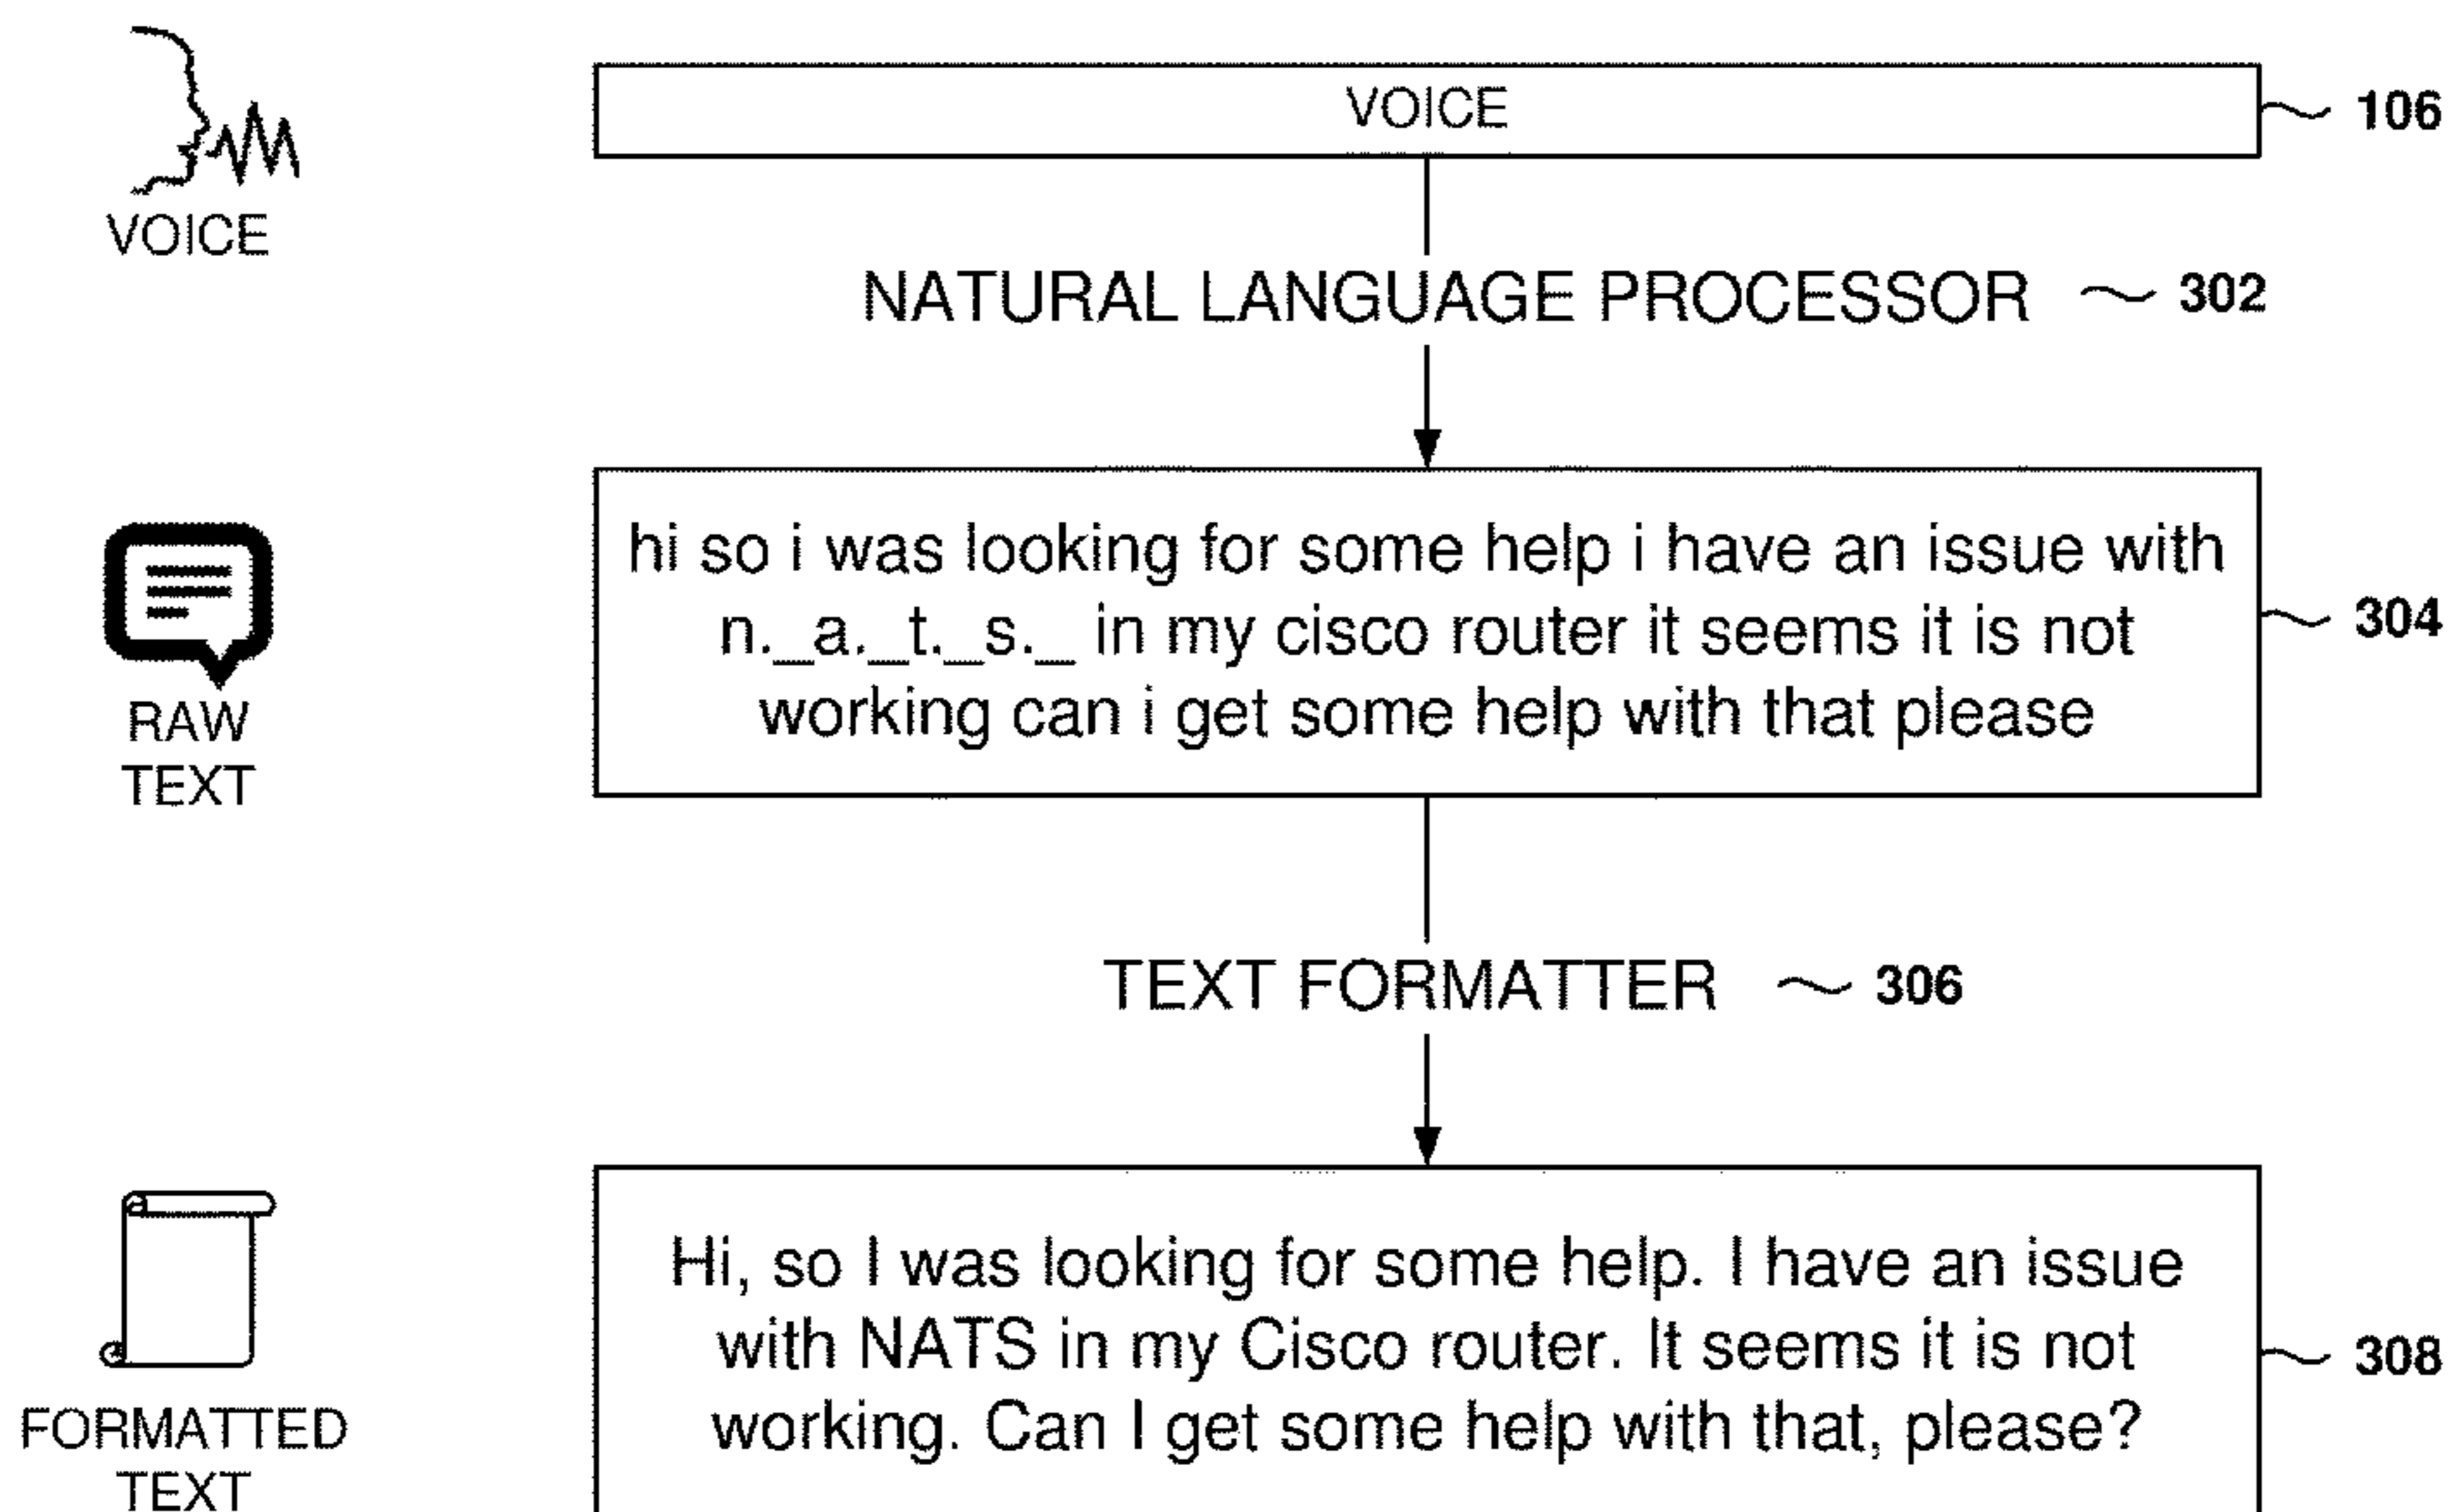 VOICE
VOICE
106
NATURAL LANGUAGE PROCESSOR 302
RAW
TEXT
hi so i was looking for some help i have an issue with
n._a._t._s._ in my cisco router it seems it is not
working can i get some help with that please
304
TEXT FORMATTER 306
FORMATTED
TEXT
Hi, so I was looking for some help. I have an issue
with NATS in my Cisco router. It seems it is not
working. Can I get some help with that, please?
308